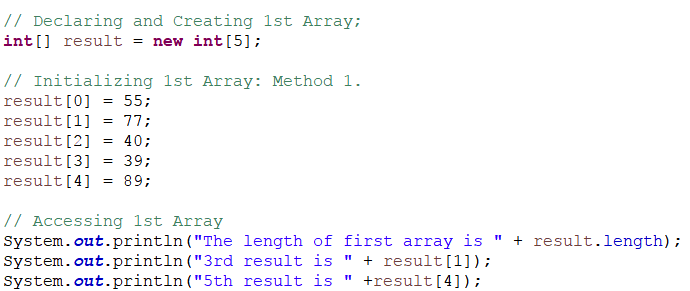 // Declaring and Creating 1st Array;
int[] result = new int[5];
// Initializing 1st Array: Method 1.
result[0] = 55;
result[1] = 77;
result[2] = 40;
result[3] = 39;
result[4] = 89;
// Accessing 1st Array
System.out.println("The length of first array is " + result.length);
System.out.println("3rd result is " + result[1]);
System.out.println("5th result is " +result[4]);